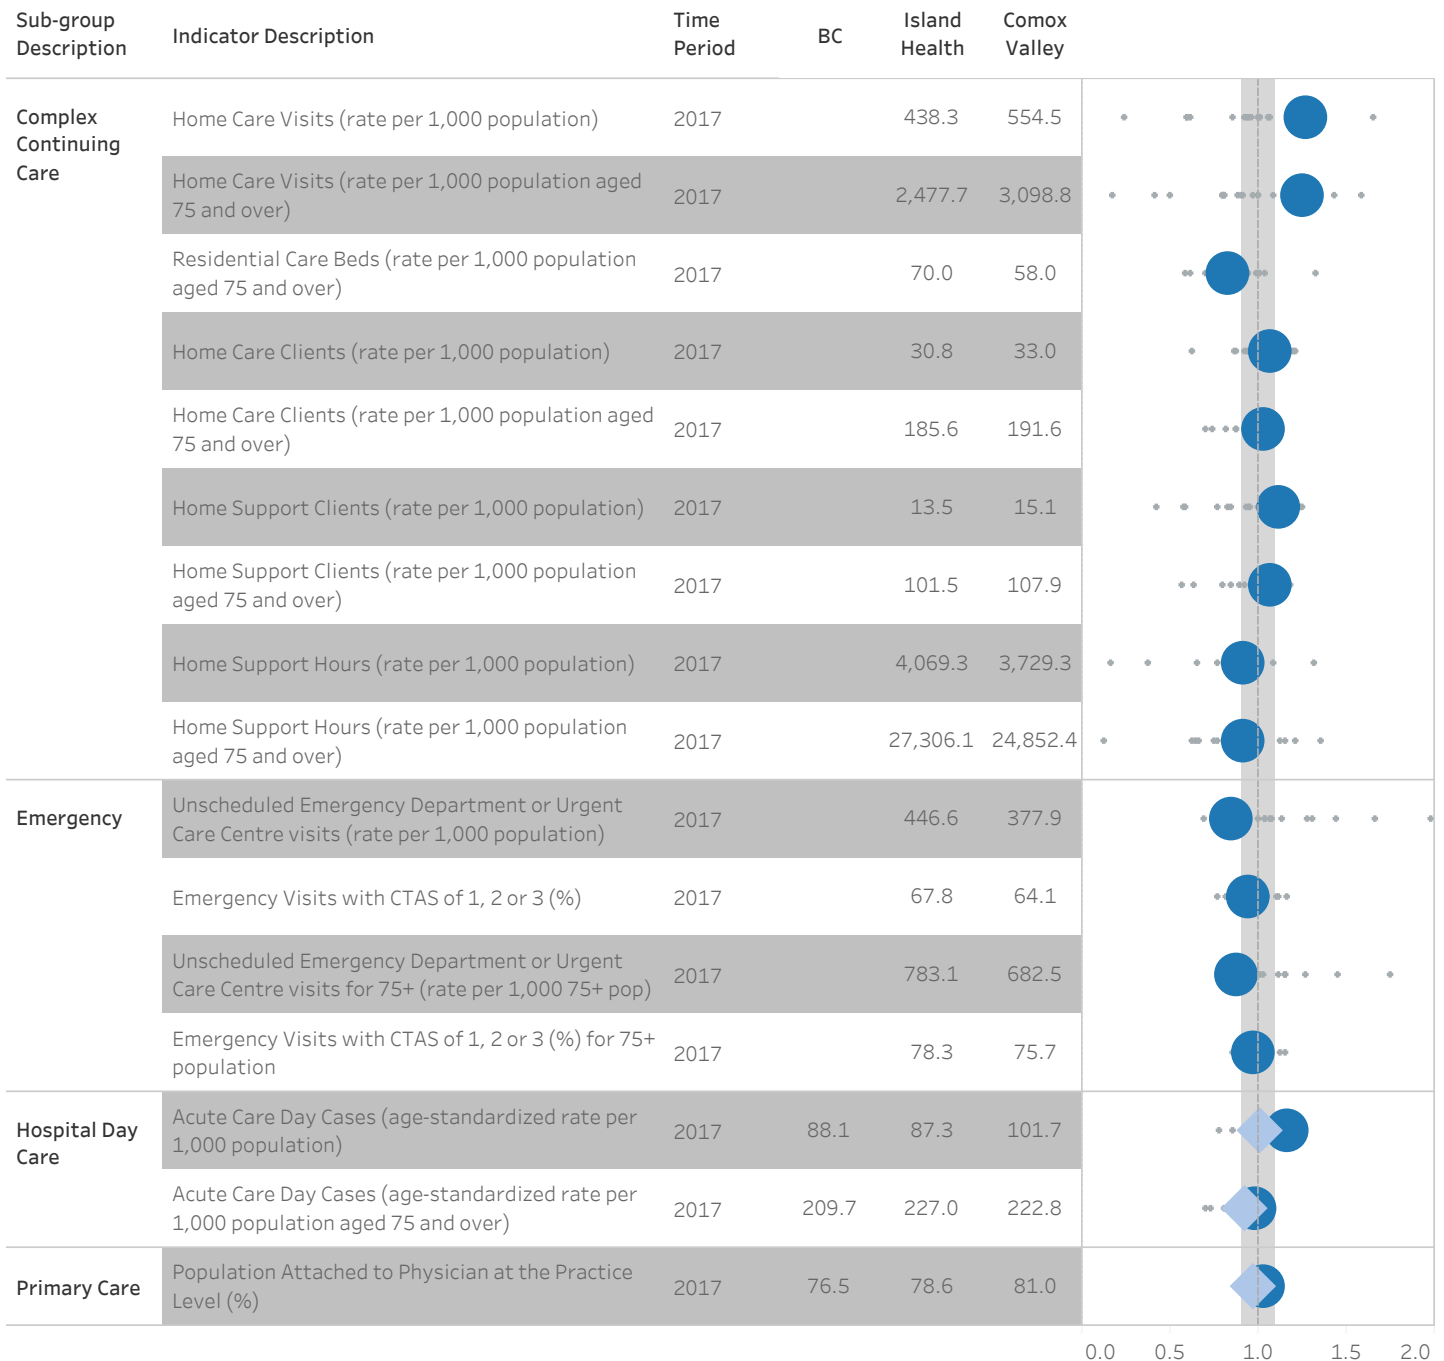 Sub-group Description
Indicator Description
Time Period
BC
Island Health
Comox Valley
Complex Continuing Care
Home Care Visits (rate per 1,000 population)
2017
438.3
554.5
Home Care Visits (rate per 1,000 population aged
75 and over)
2017
2,477.7
3,098.8
Residential Care Beds (rate per 1,000 population
aged 75 and over)
2017
70.0
58.0
Home Care Clients (rate per 1,000 population)
2017
30.8
33.0
Home Care Clients (rate per 1,000 population aged
75 and over)
2017
185.6
191.6
Home Support Clients (rate per 1,000 population)
2017
13.5
15.1
Home Support Clients (rate per 1,000 population
aged 75 and over)
2017
101.5
107.9
Home Support Hours (rate per 1,000 population)
2017
4,069.3
3,729.3
Home Support Hours (rate per 1,000 population
aged 75 and over)
2017
27,306.1
24,852.4
Emergency
Unscheduled Emergency Department or Urgent
Care Centre visits (rate per 1,000 population)
2017
446.6
377.9
Emergency Visits with CTAS of 1, 2 or 3 (%)
2017
67.8
64.1
Unscheduled Emergency Department or Urgent
Care Centre visits for 75+ (rate per 1,000 75+ pop)
2017
783.1
682.5
Emergency Visits with CTAS of 1, 2 or 3 (%) for 75+
population
2017
78.3
75.7
Hospital Day Care
Acute Care Day Cases (age-standardized rate per
1,000 population)
2017
88.1
87.3
101.7
Acute Care Day Cases (age-standardized rate per
1,000 population aged 75 and over)
2017
209.7
227.0
222.8
Primary Care
Population Attached to Physician at the Practice
Level (%)
2017
76.5
78.6
81.0
0.0 0.5 1.0 1.5 2.0